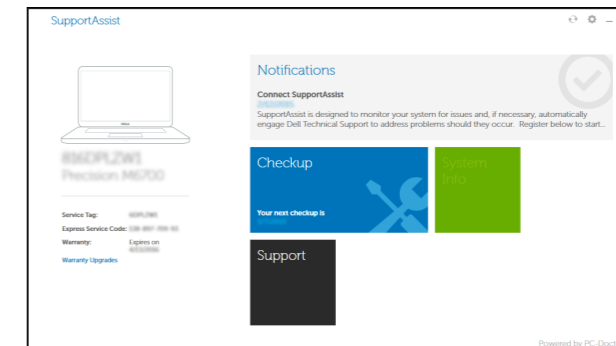 SupportAssist
Notifications
Connect SupportAssist
SupportAssist is designed to monitor your system for issues and, if necessary, automatically
engage Dell Technical Support to address problems should they occur. Register below to start...
Precision M6700
Checkup
System
Info
Your next checkup is
Service Tag:
Express Service Code:
Warranty: Expires on
Warranty Upgrades
Support
Powered by PC-Doct